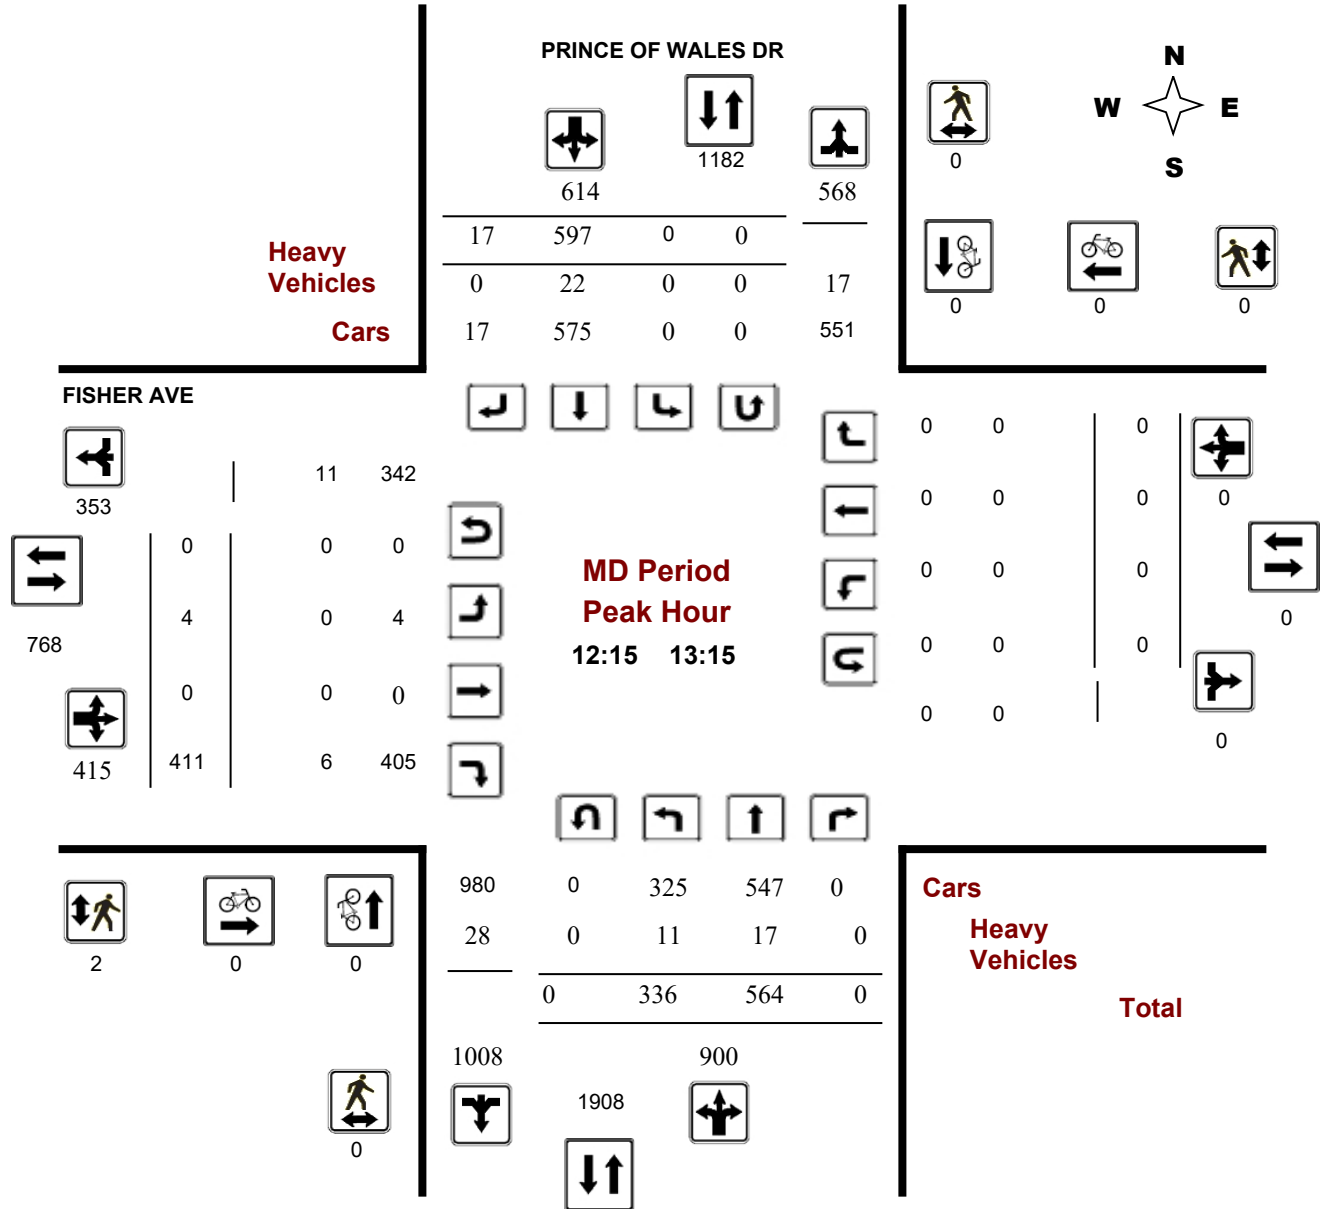 PRINCE OF WALES DR
N
W E
S
1182
0
614 568
17 597 0 0
Heavy
Vehicles
0 22 0 0 17
0 0 0
Cars
17 575 0 0 551
FISHER AVE
0 0 0
11 342
353
0 0 0 0
0 0 0
MD Period
0 0 0
Peak Hour
4 0 4
0
768
12:15 13:15
0 0 0
0 0 0
0 0
0
415
411 6 405
980 0 325 547 0
Cars
28 0 11 17 0
Heavy
Vehicles
2 0 0
0 336 564 0
Total
1008 900
1908
0